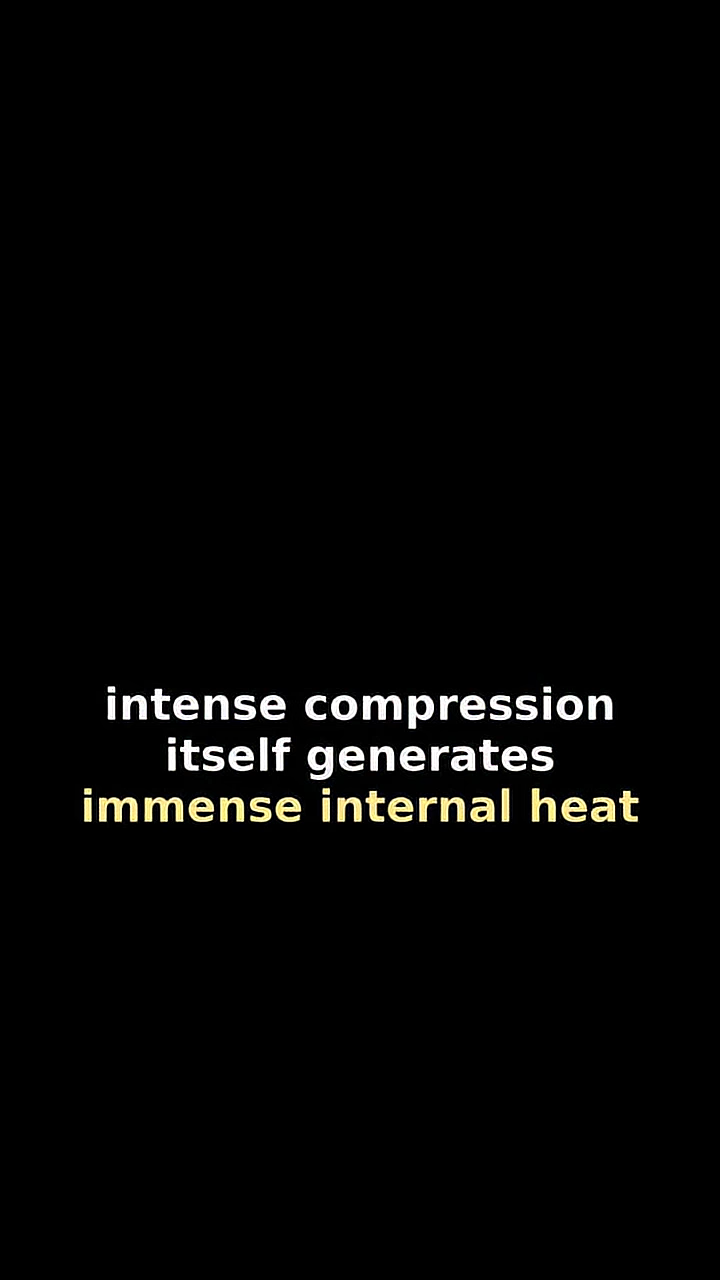 intense compression
itself generates
immense internal heat